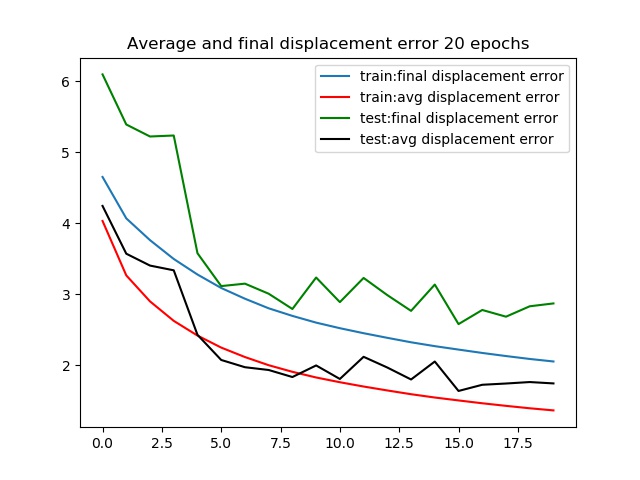 Average and final displacement error 20 epochs
train:final displacement error
train:avg displacement error
test:final displacement error
test:avg displacement error
6
5
4
3
2
0.0 2.5 5.0 7.5 10.0 12.5 15.0 17.5